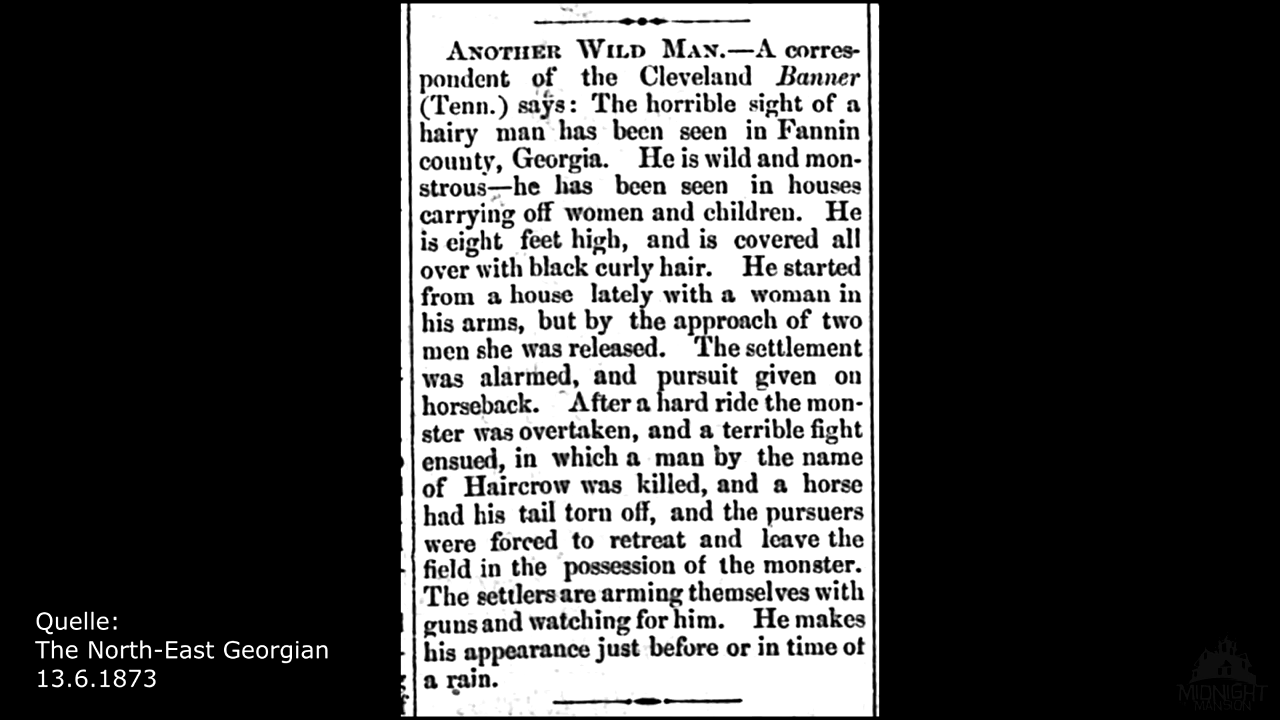 ANOTHER WILD MAN.—A corres-
pondent of the Cleveland Banner
(Tenn.) says: The horrible sight of a
hairy man has been seen in Fannin
county, Georgia. He is wild and mon-
strous—he has been seen in houses
carrying off women and children. He
is eight feet high, and is covered all
over with black curly hair. He started
from a house lately with a woman in
his arms, but by the approach of two
men she was released. The settlement
was alarmed, and pursuit given on
horseback. After a hard ride the mon-
ster was overtaken, and a terrible fight
ensued, in which a man by the name
of Haircrow was killed, and a horse
had his tail torn off, and the pursuers
were forced to retreat and leave the
field in the possession of the monster.
The settlers are arming themselves with
guns and watching for him. He makes
his appearance just before or in time of
a rain.
Quelle:
The North-East Georgian
13.6.1873
MIDNIGHT
MANSION